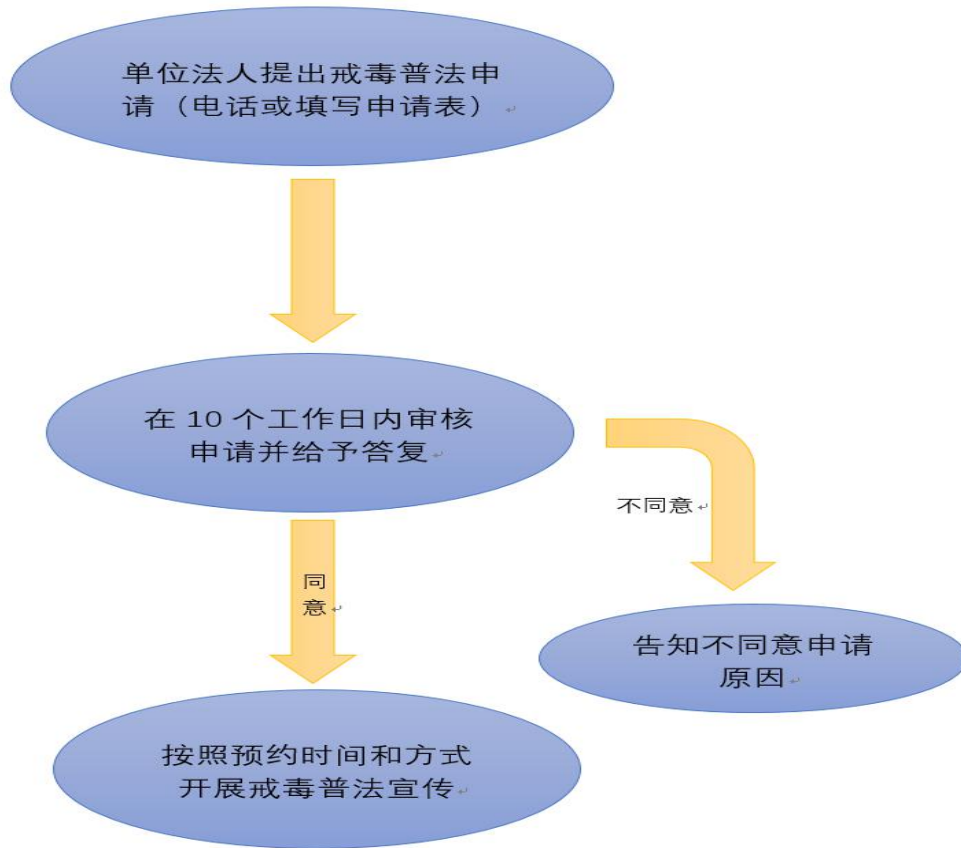 单位法人提出戒毒普法申
请（电话或填写申请表）
在 10 个工作日内审核
申请并给予答复
不同意
同
意
告知不同意申请
原因
按照预约时间和方式
开展戒毒普法宣传